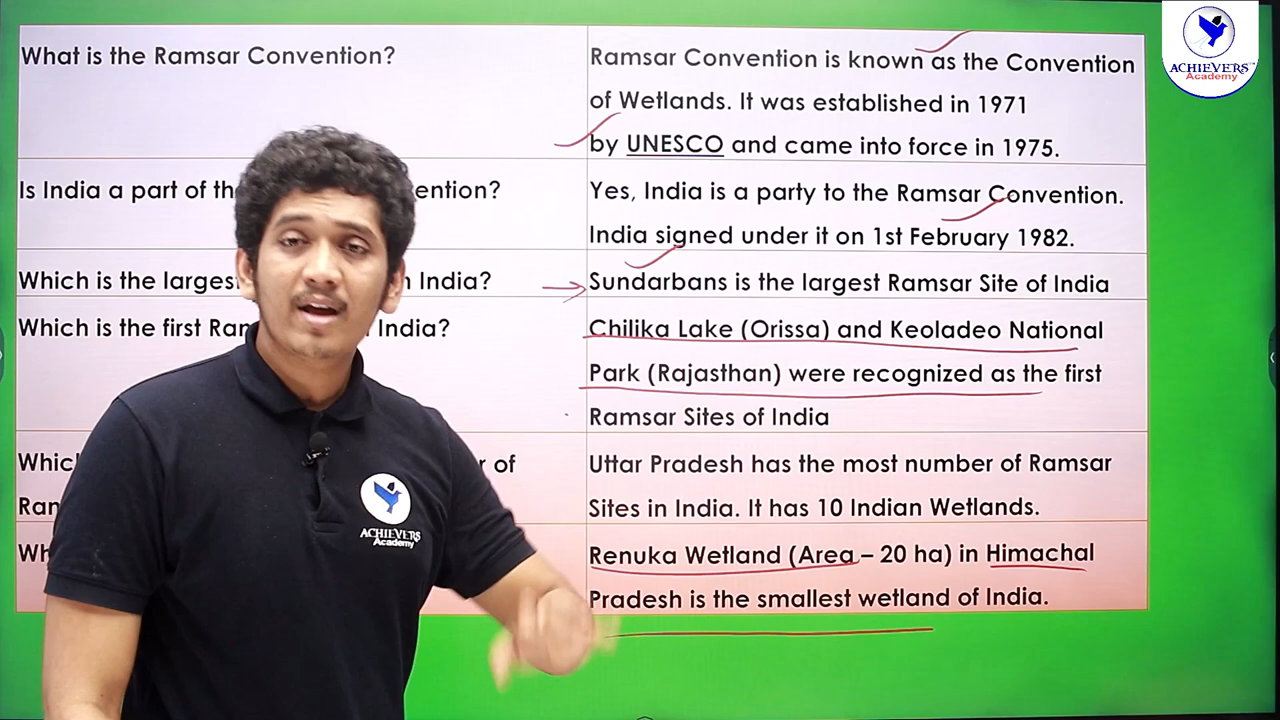 What is the Ramsar Convention?
Ramsar Convention is known as the Convention
of Wetlands. It was established in 1971
by UNESCO and came into force in 1975.
Is India a part of th ention?
Yes, India is a party to the Ramsar Convention.
India signed under it on 1st February 1982.
Which is the larges India?
Sundarbans is the largest Ramsar Site of India
Which is the first Ram India?
Chilika Lake (Orissa) and Keoladeo National
Park (Rajasthan) were recognized as the first
Ramsar Sites of India
Whic r of
Ram
Uttar Pradesh has the most number of Ramsar
Sites in India. It has 10 Indian Wetlands.
Wh
Renuka Wetland (Area – 20 ha) in Himachal
Pradesh is the smallest wetland of India.
ACHIEVERS
Academy
ACHIEVERS
Academy